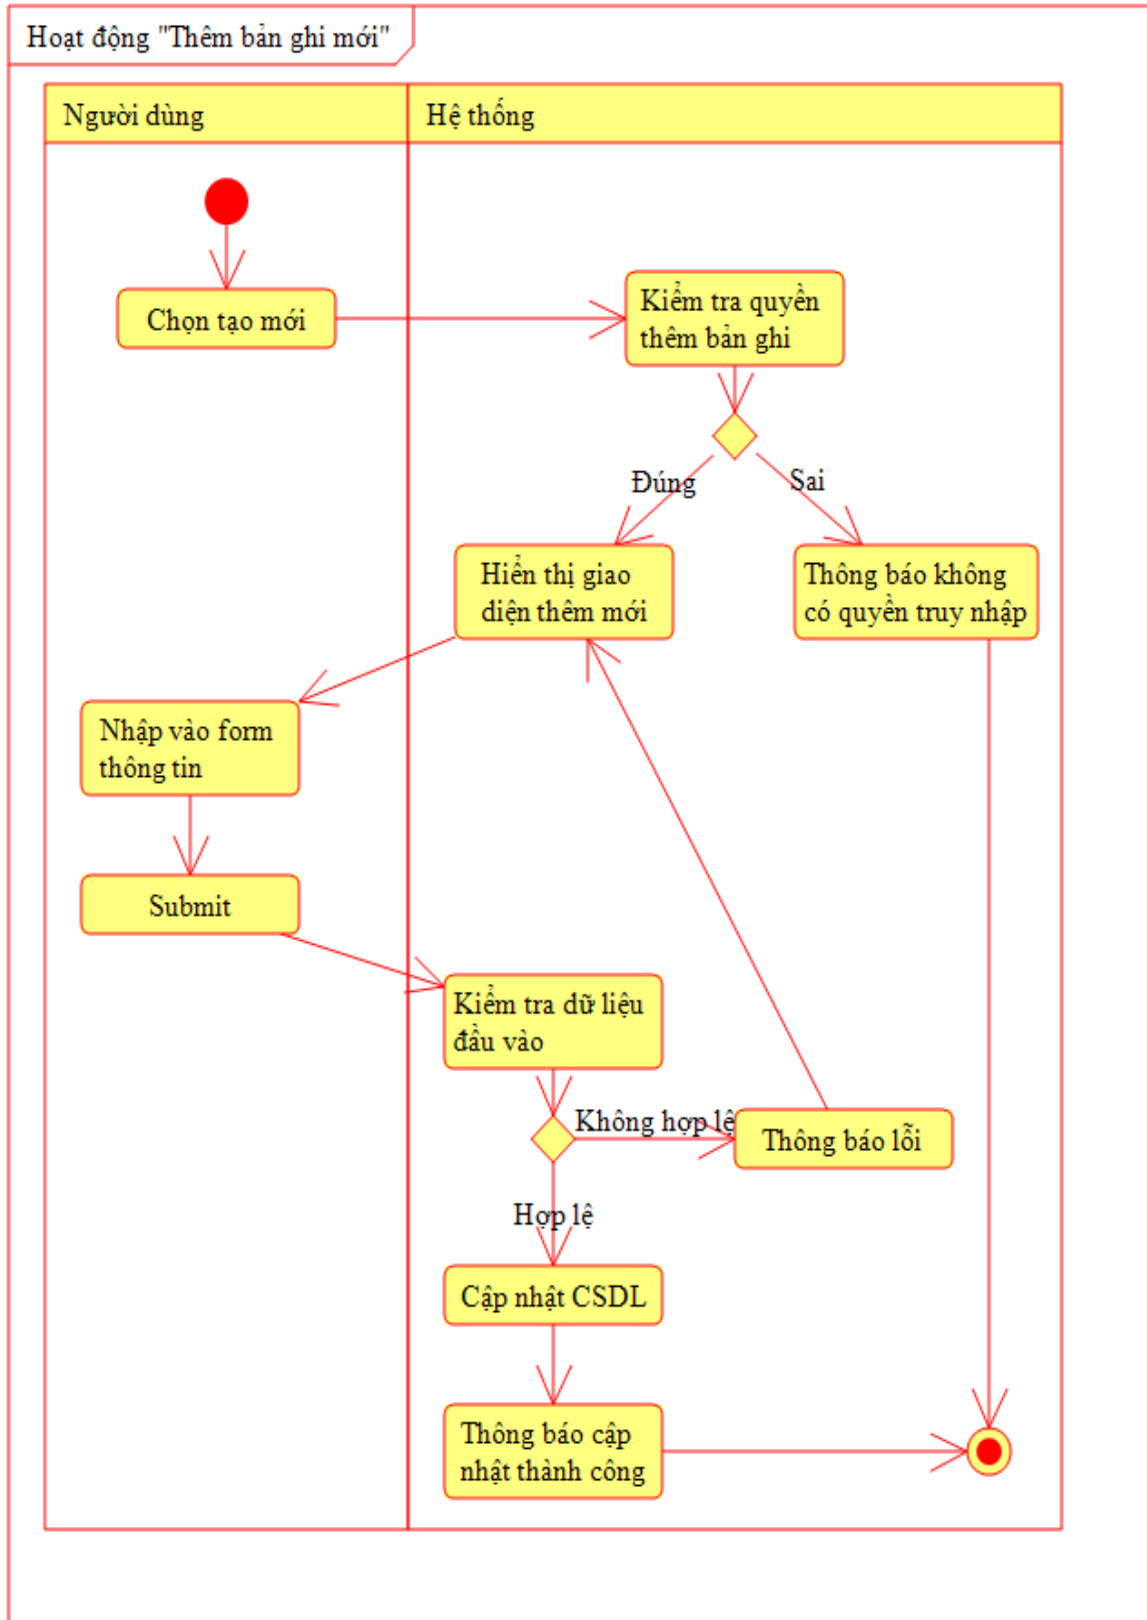 Hoạt động "Thêm bản ghi mới"
Người dùng
Hệ thống
Chọn tạo mới
Kiểm tra quyền
thêm bản ghi
Đúng
Sai
Hiển thị giao
diện thêm mới
Thông báo không
có quyền truy nhập
Nhập vào form
thông tin
Submit
Kiểm tra dữ liệu
đầu vào
Không hợp lệ
Thông báo lỗi
Hợp lệ
Cập nhật CSDL
Thông báo cập
nhật thành công